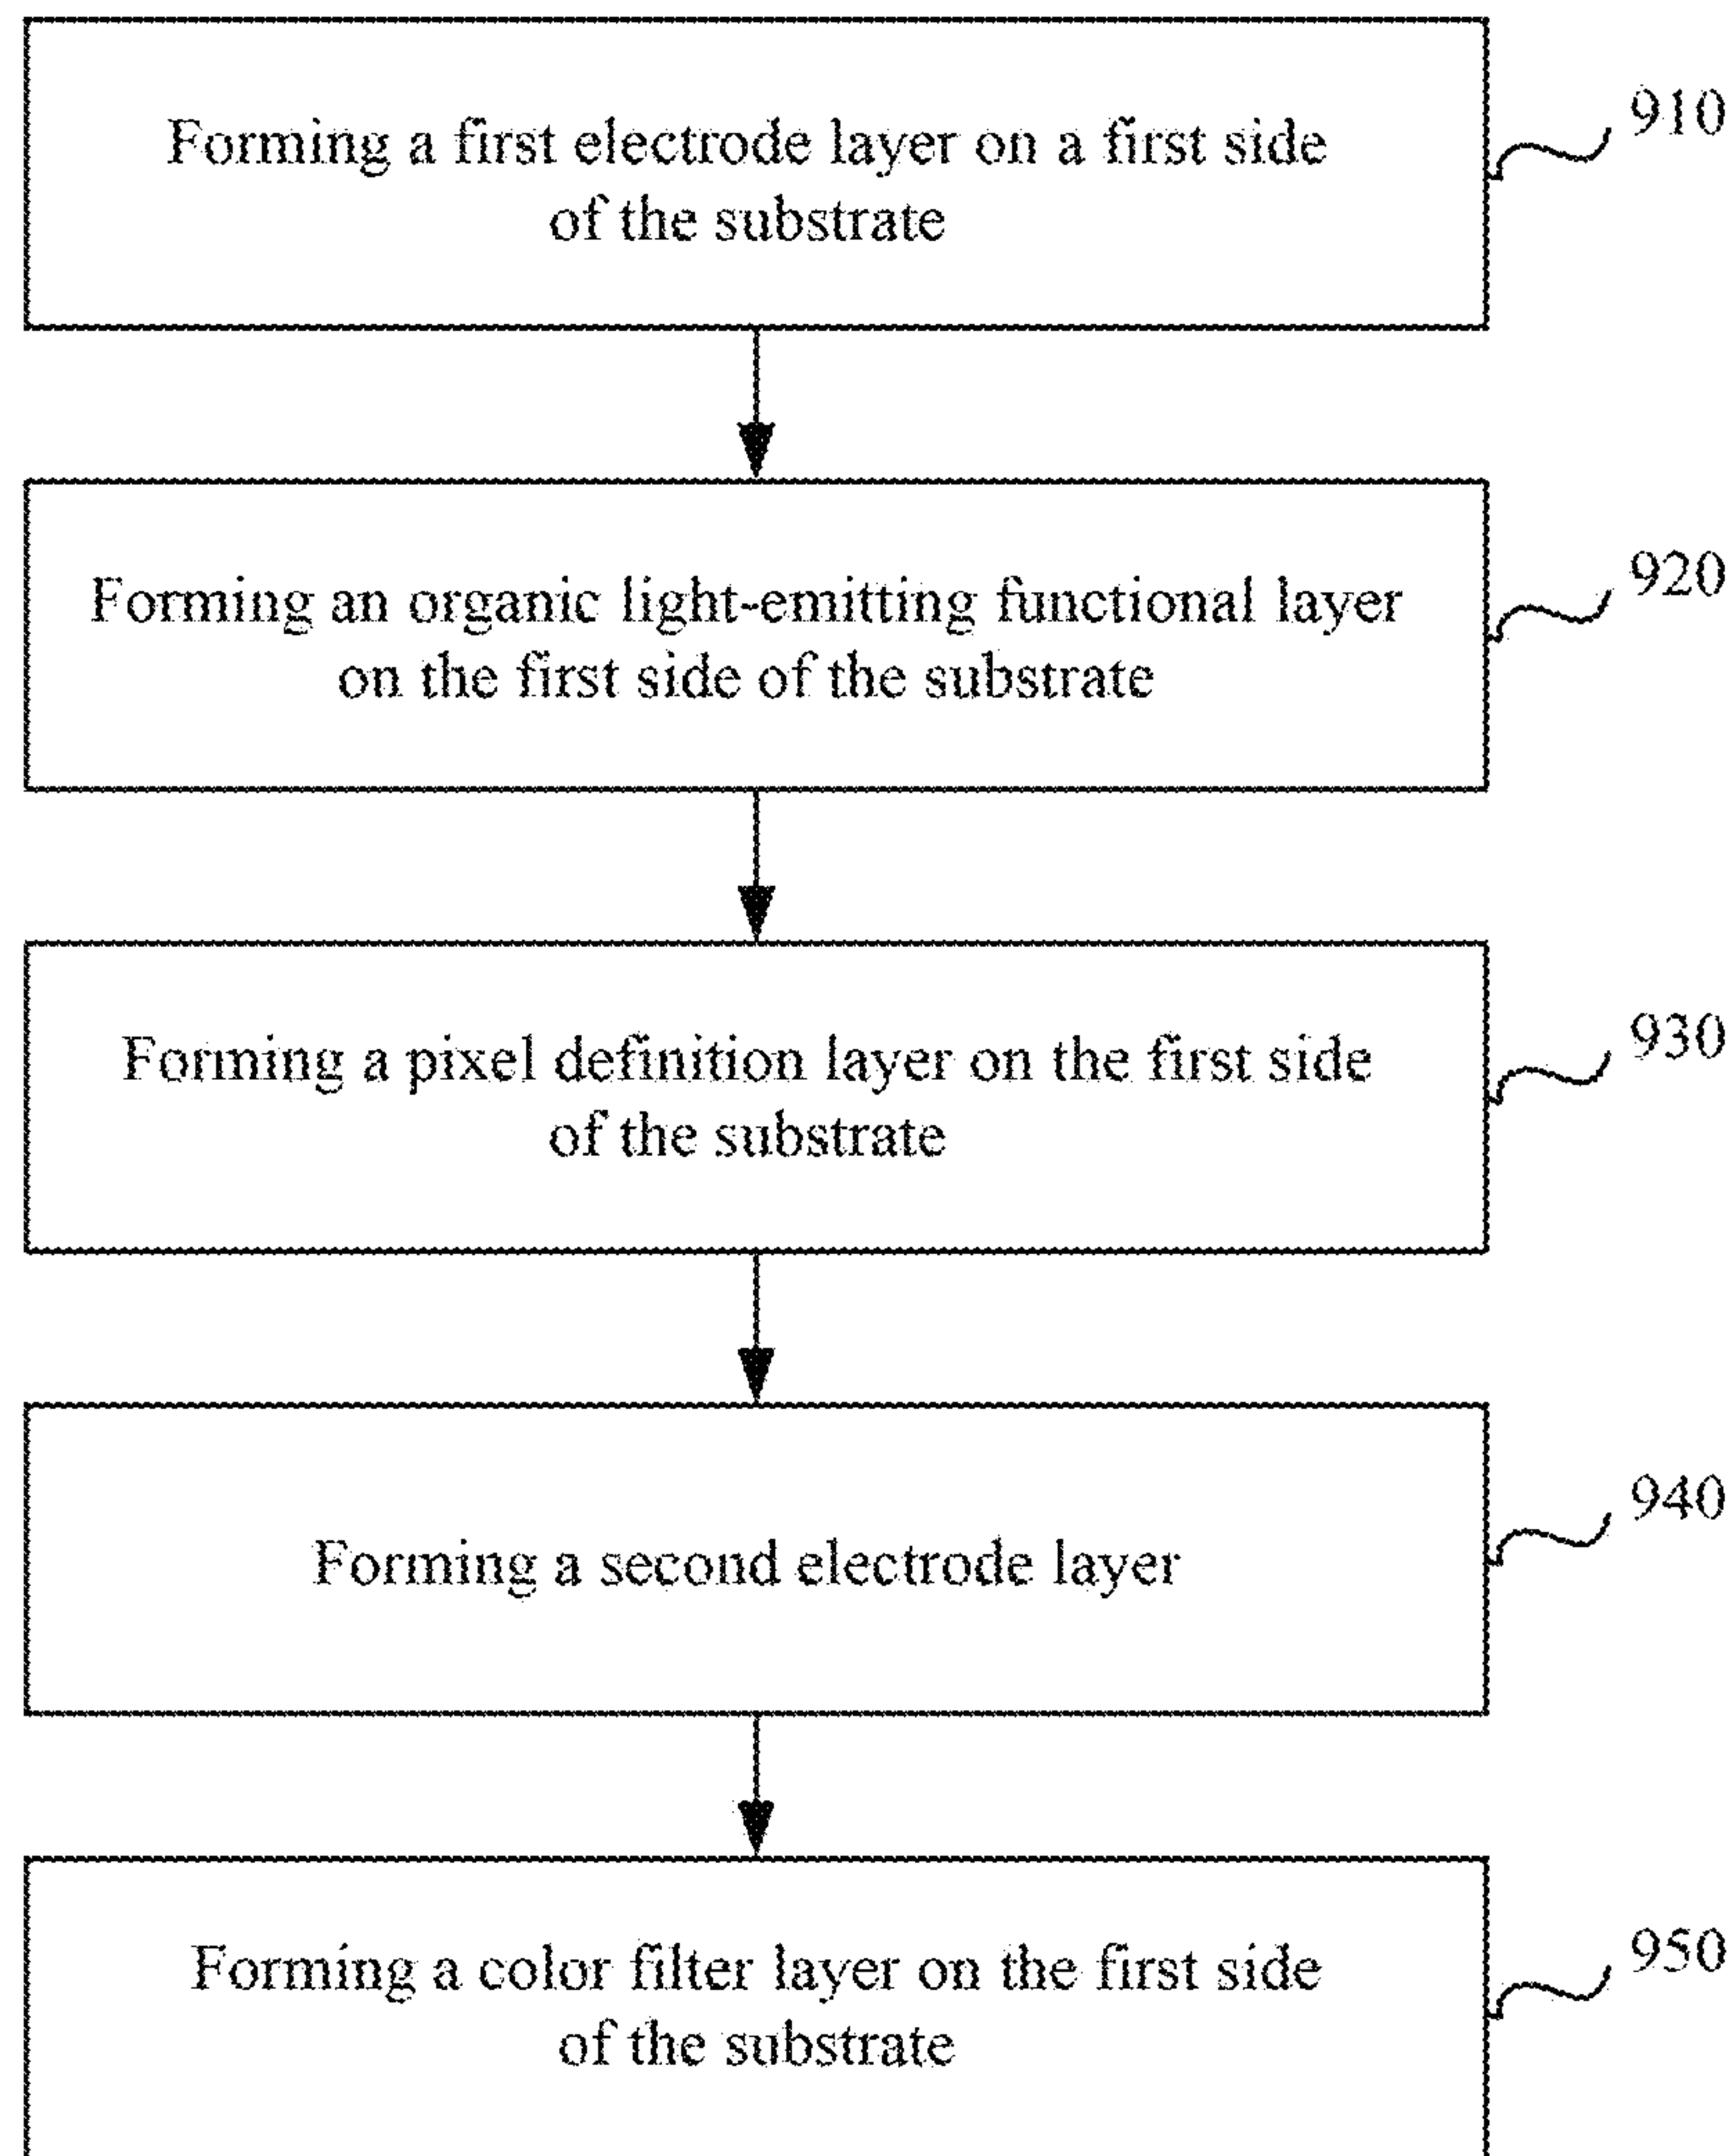 Forming a first electrode layer on a first side
of the substrate
910
Forming an organic light-emitting functional layer
on the first side of the substrate
920
Forming a pixel definition layer on the first side
of the substrate
930
Forming a second electrode layer
940
Forming a color filter layer on the first side
of the substrate
950